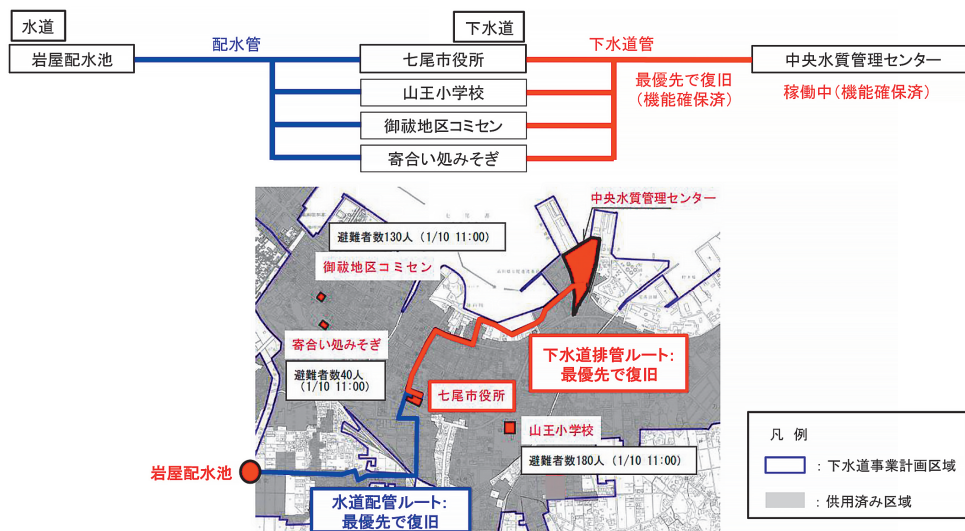 水道
下水道
岩屋配水池
配水管
七尾市役所
下水道管
中央水質管理センター
山王小学校
最優先で復旧
(機能確保済)
稼働中(機能確保済)
御祓地区コミセン
寄合い処みそぎ
中央水質管理センター
避難者数130人 (1/10 11:00)
御祓地区コミセン
寄合い処みそぎ
避難者数40人
(1/10 11:00)
下水道排管ルート:
最優先で復旧
七尾市役所
山王小学校
避難者数180人 (1/10 11:00)
岩屋配水池
水道配管ルート:
最優先で復旧
凡 例
: 下水道事業計画区域
: 供用済み区域